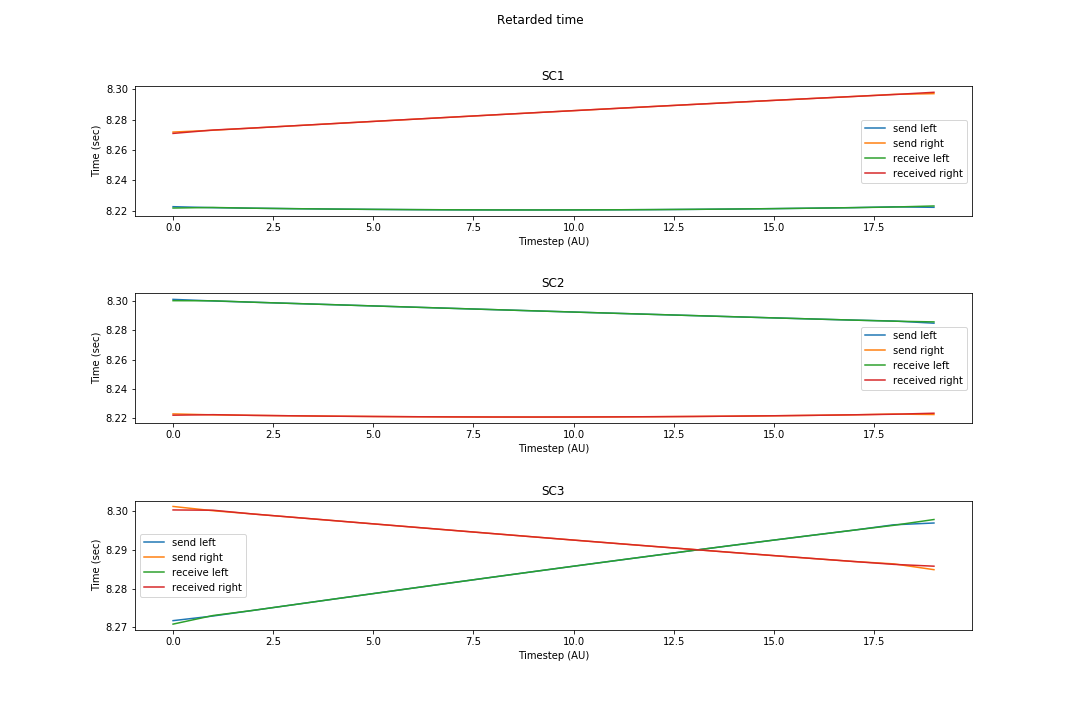 Retarded time
SC1
8.30
8.28
8.26
8.24
8.22
Time (sec)
send left
send right
receive left
received right
0.0 2.5 5.0 7.5 10.0 12.5 15.0 17.5
Timestep (AU)
SC2
8.30
8.28
8.26
8.24
8.22
Time (sec)
send left
send right
receive left
received right
0.0 2.5 5.0 7.5 10.0 12.5 15.0 17.5
Timestep (AU)
SC3
8.30
8.29
8.28
8.27
Time (sec)
send left
send right
receive left
received right
0.0 2.5 5.0 7.5 10.0 12.5 15.0 17.5
Timestep (AU)